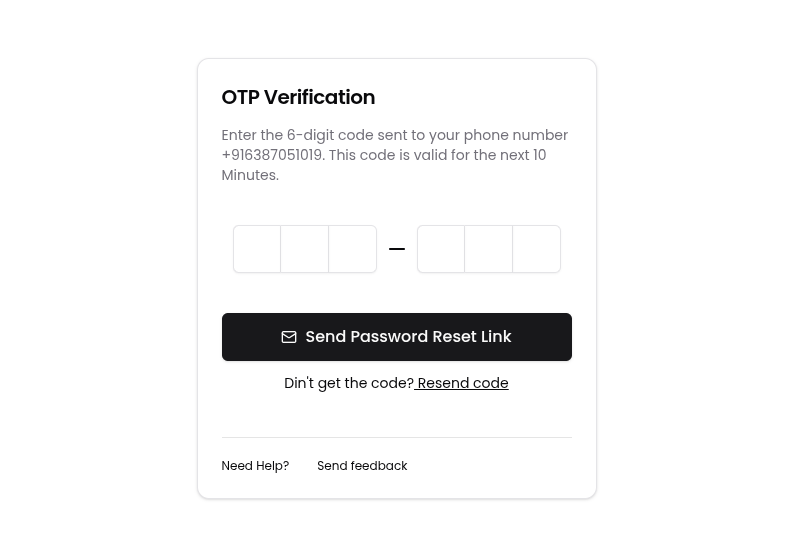 OTP Verification
Enter the 6-digit code sent to your phone number
+916387051019. This code is valid for the next 10
Minutes.
Send Password Reset Link
Din't get the code? Resend code
Need Help? Send feedback